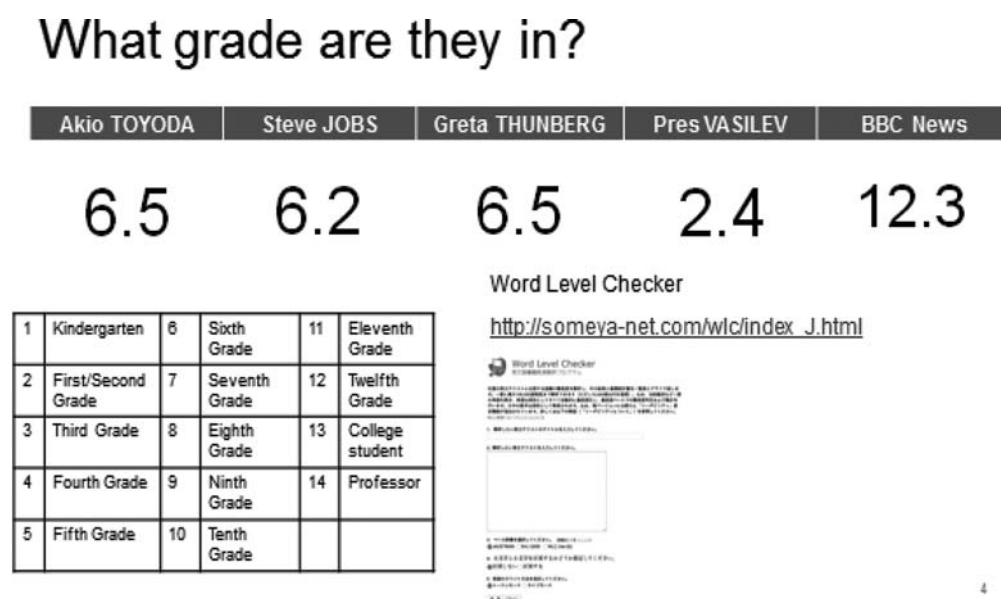 What grade are they in?
Akio TOYODA Steve JOBS Greta THUNBERG Pres VASILEV BBC News
6.5 6.2 6.5 2.4 12.3
Word Level Checker
http://someya-net.com/wlc/index_J.html
1 Kindergarten 6 Sixth Grade 11 Eleventh Grade
2 First/Second Grade 7 Seventh Grade 12 Twelfth Grade
3 Third Grade 8 Eighth Grade 13 College student
4 Fourth Grade 9 Ninth Grade 14 Professor
5 Fifth Grade 10 Tenth Grade
Word Level Checker
4